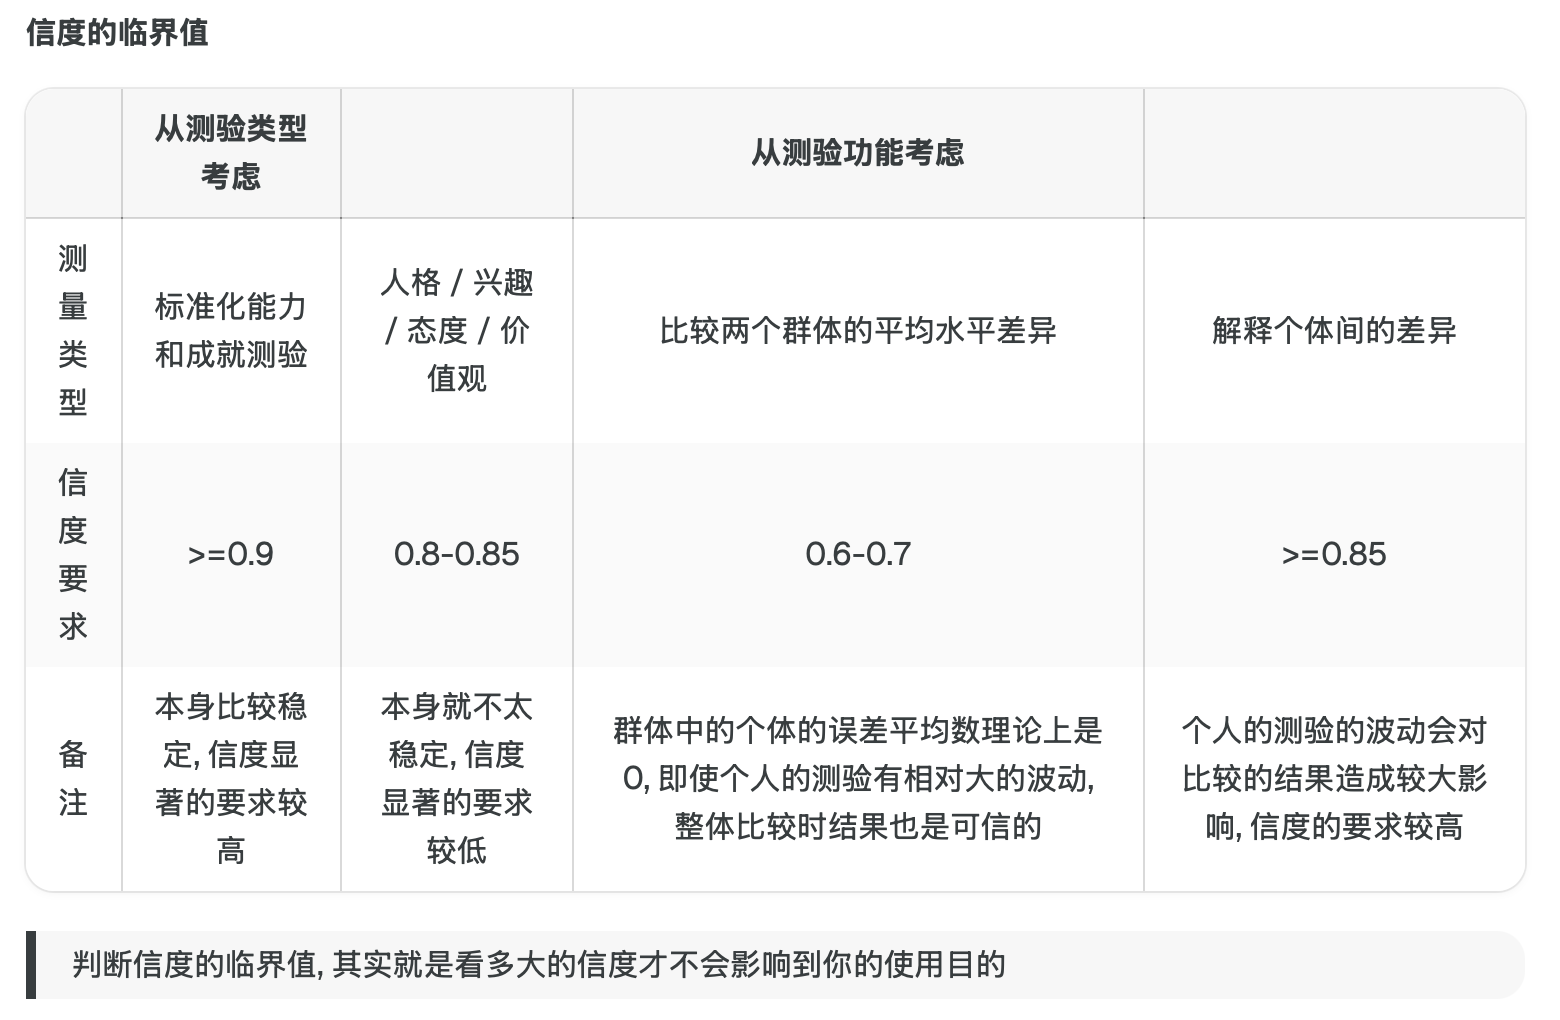 信度的临界值
从测验类型
考虑
从测验功能考虑
测
量
类
型
标准化能力
和成就测验
人格 / 兴趣
/ 态度 / 价
值观
比较两个群体的平均水平差异
解释个体间的差异
信
度
要
求
>=0.9
0.8-0.85
0.6-0.7
>=0.85
备
注
本身比较稳
定, 信度显
著的要求较
高
本身就不太
稳定, 信度
显著的要求
较低
群体中的个体的误差平均数理论上是
0, 即使个人的测验有相对大的波动,
整体比较时结果也是可信的
个人的测验的波动会对
比较的结果造成较大影
响, 信度的要求较高
判断信度的临界值, 其实就是看多大的信度才不会影响到你的使用目的